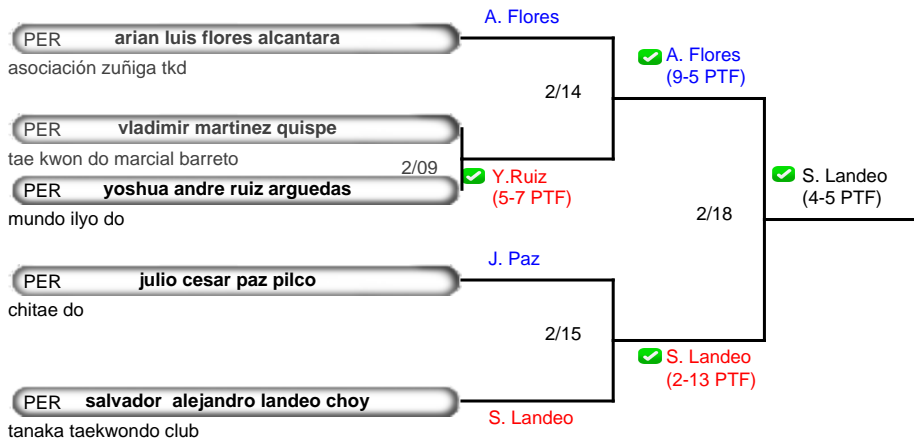 A. Flores
PER arian luis flores alcantara
asociación zuñiga tkd
A. Flores
(9-5 PTF)
2/14
PER vladimir martinez quispe
tae kwon do marcial barreto
2/09
Y.Ruiz
(5-7 PTF)
PER yoshua andre ruiz arguedas
mundo ilyo do
S. Landeo
(4-5 PTF)
2/18
J. Paz
PER julio cesar paz pilco
chitae do
2/15
S. Landeo
(2-13 PTF)
PER salvador  alejandro landeo choy
S. Landeo
tanaka taekwondo club